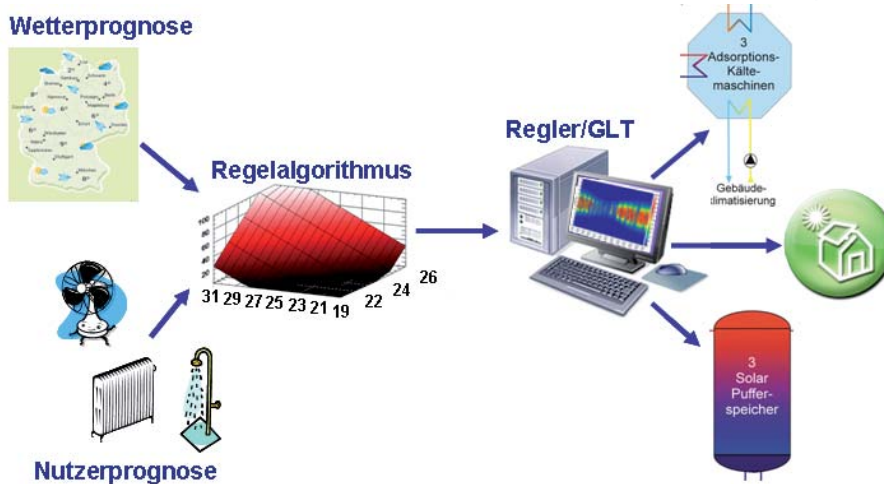 Wetterprognose
Regelalgorithmus
100
80
60
40
20
31 29 27 25 23 21 19 22 24 26
Nutzerprognose
Regler/GLT
3
Adsorptions-
Kälte-
maschinen
Gebäude-
klimatisierung
3
Solar
Puffer-
speicher